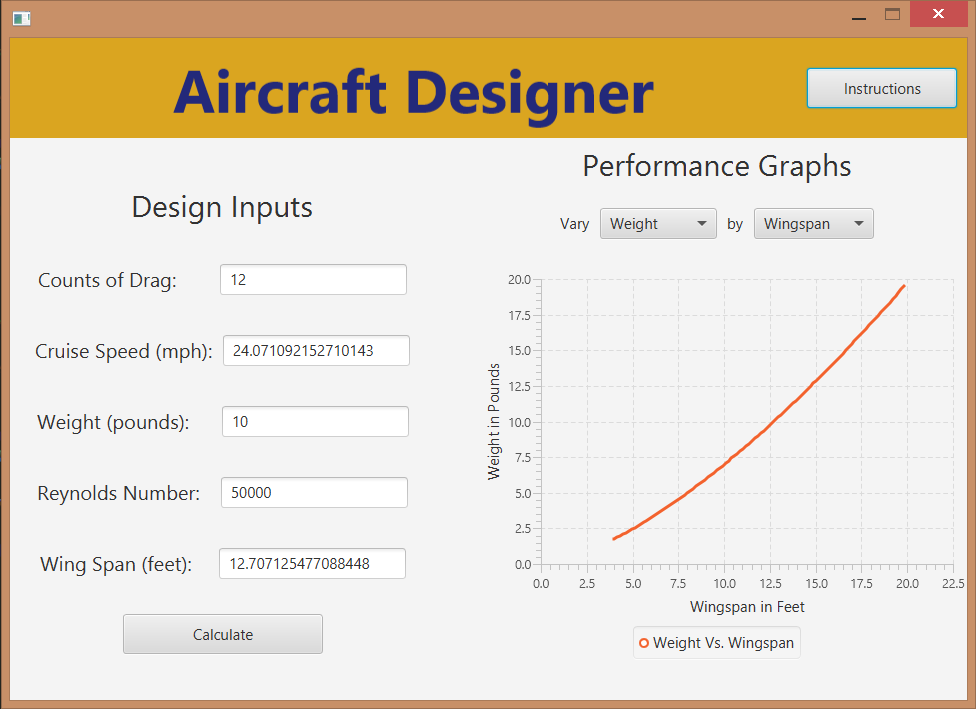 Aircraft Designer
Instructions
Design Inputs
Counts of Drag: 12
Cruise Speed (mph): 24.071092152710143
Weight (pounds): 10
Reynolds Number: 50000
Wing Span (feet): 12.707125477088448
Calculate
Performance Graphs
Vary Weight by Wingspan
20.0
17.5
15.0
12.5
10.0
7.5
5.0
2.5
0.0
Weight in Pounds
0.0 2.5 5.0 7.5 10.0 12.5 15.0 17.5 20.0 22.5
Wingspan in Feet
Weight Vs. Wingspan